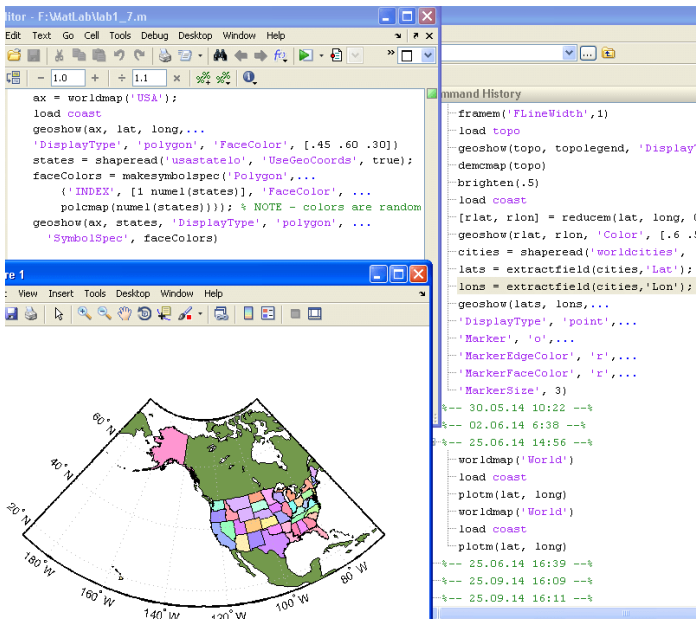 ditor - F:\MatLab\lab1_7.m
Edit Text Go Cell Tools Debug Desktop Window Help
− 1.0 + ÷ 1.1 ×
ax = worldmap('USA');
load coast
geoshow(ax, lat, long,...
'DisplayType', 'polygon', 'FaceColor', [.45 .60 .30])
states = shaperead('usastatelo', 'UseGeoCoords', true);
faceColors = makesymbolspec('Polygon',...
{'INDEX', [1 numel(states)], 'FaceColor', ...
polcmap(numel(states))}); % NOTE - colors are random
geoshow(ax, states, 'DisplayType', 'polygon', ...
'SymbolSpec', faceColors)
re 1
View Insert Tools Desktop Window Help
60° N
40° N
20° N
180° W
160° W
140° W
120° W
100° W
80° W
mmand History
framem('FLineWidth',1)
load topo
geoshow(topo, topolegend, 'Display
demcmap(topo)
brighten(.5)
load coast
[rlat, rlon] = reducem(lat, long, 0
geoshow(rlat, rlon, 'Color', [.6 .5
cities = shaperead('worldcities',
lats = extractfield(cities,'Lat');
lons = extractfield(cities,'Lon');
geoshow(lats, lons,...
'DisplayType', 'point',...
'Marker', 'o',...
'MarkerEdgeColor', 'r',...
'MarkerFaceColor', 'r',...
'MarkerSize', 3)
%-- 30.05.14 10:22 --%
%-- 02.06.14 6:38 --%
%-- 25.06.14 14:56 --%
worldmap('World')
load coast
plotm(lat, long)
worldmap('World')
load coast
plotm(lat, long)
%-- 25.06.14 16:39 --%
%-- 25.09.14 16:09 --%
%-- 25.09.14 16:11 --%